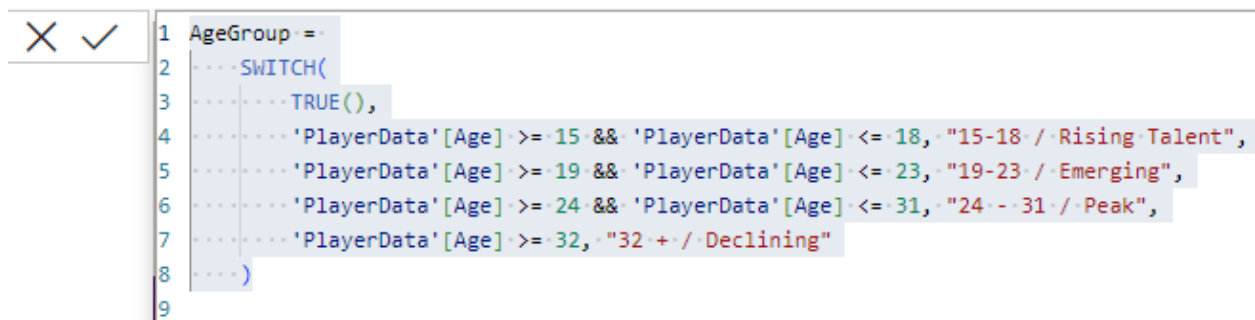 1 AgeGroup =
2     SWITCH(
3         TRUE(),
4         'PlayerData'[Age] >= 15 && 'PlayerData'[Age] <= 18, "15-18 / Rising Talent",
5         'PlayerData'[Age] >= 19 && 'PlayerData'[Age] <= 23, "19-23 / Emerging",
6         'PlayerData'[Age] >= 24 && 'PlayerData'[Age] <= 31, "24 - 31 / Peak",
7         'PlayerData'[Age] >= 32, "32 + / Declining"
8     )
9